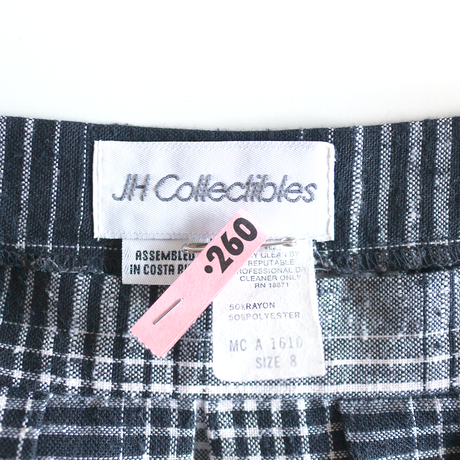 JH Collectibles
ASSEMBLED
IN COSTA
.260
CLEAN BY
REPUTABLE
PROFESSIONAL DRY
CLEANER ONLY
RN 18871
50%RAYON
50%POLYESTER
MC A 1610
SIZE 8